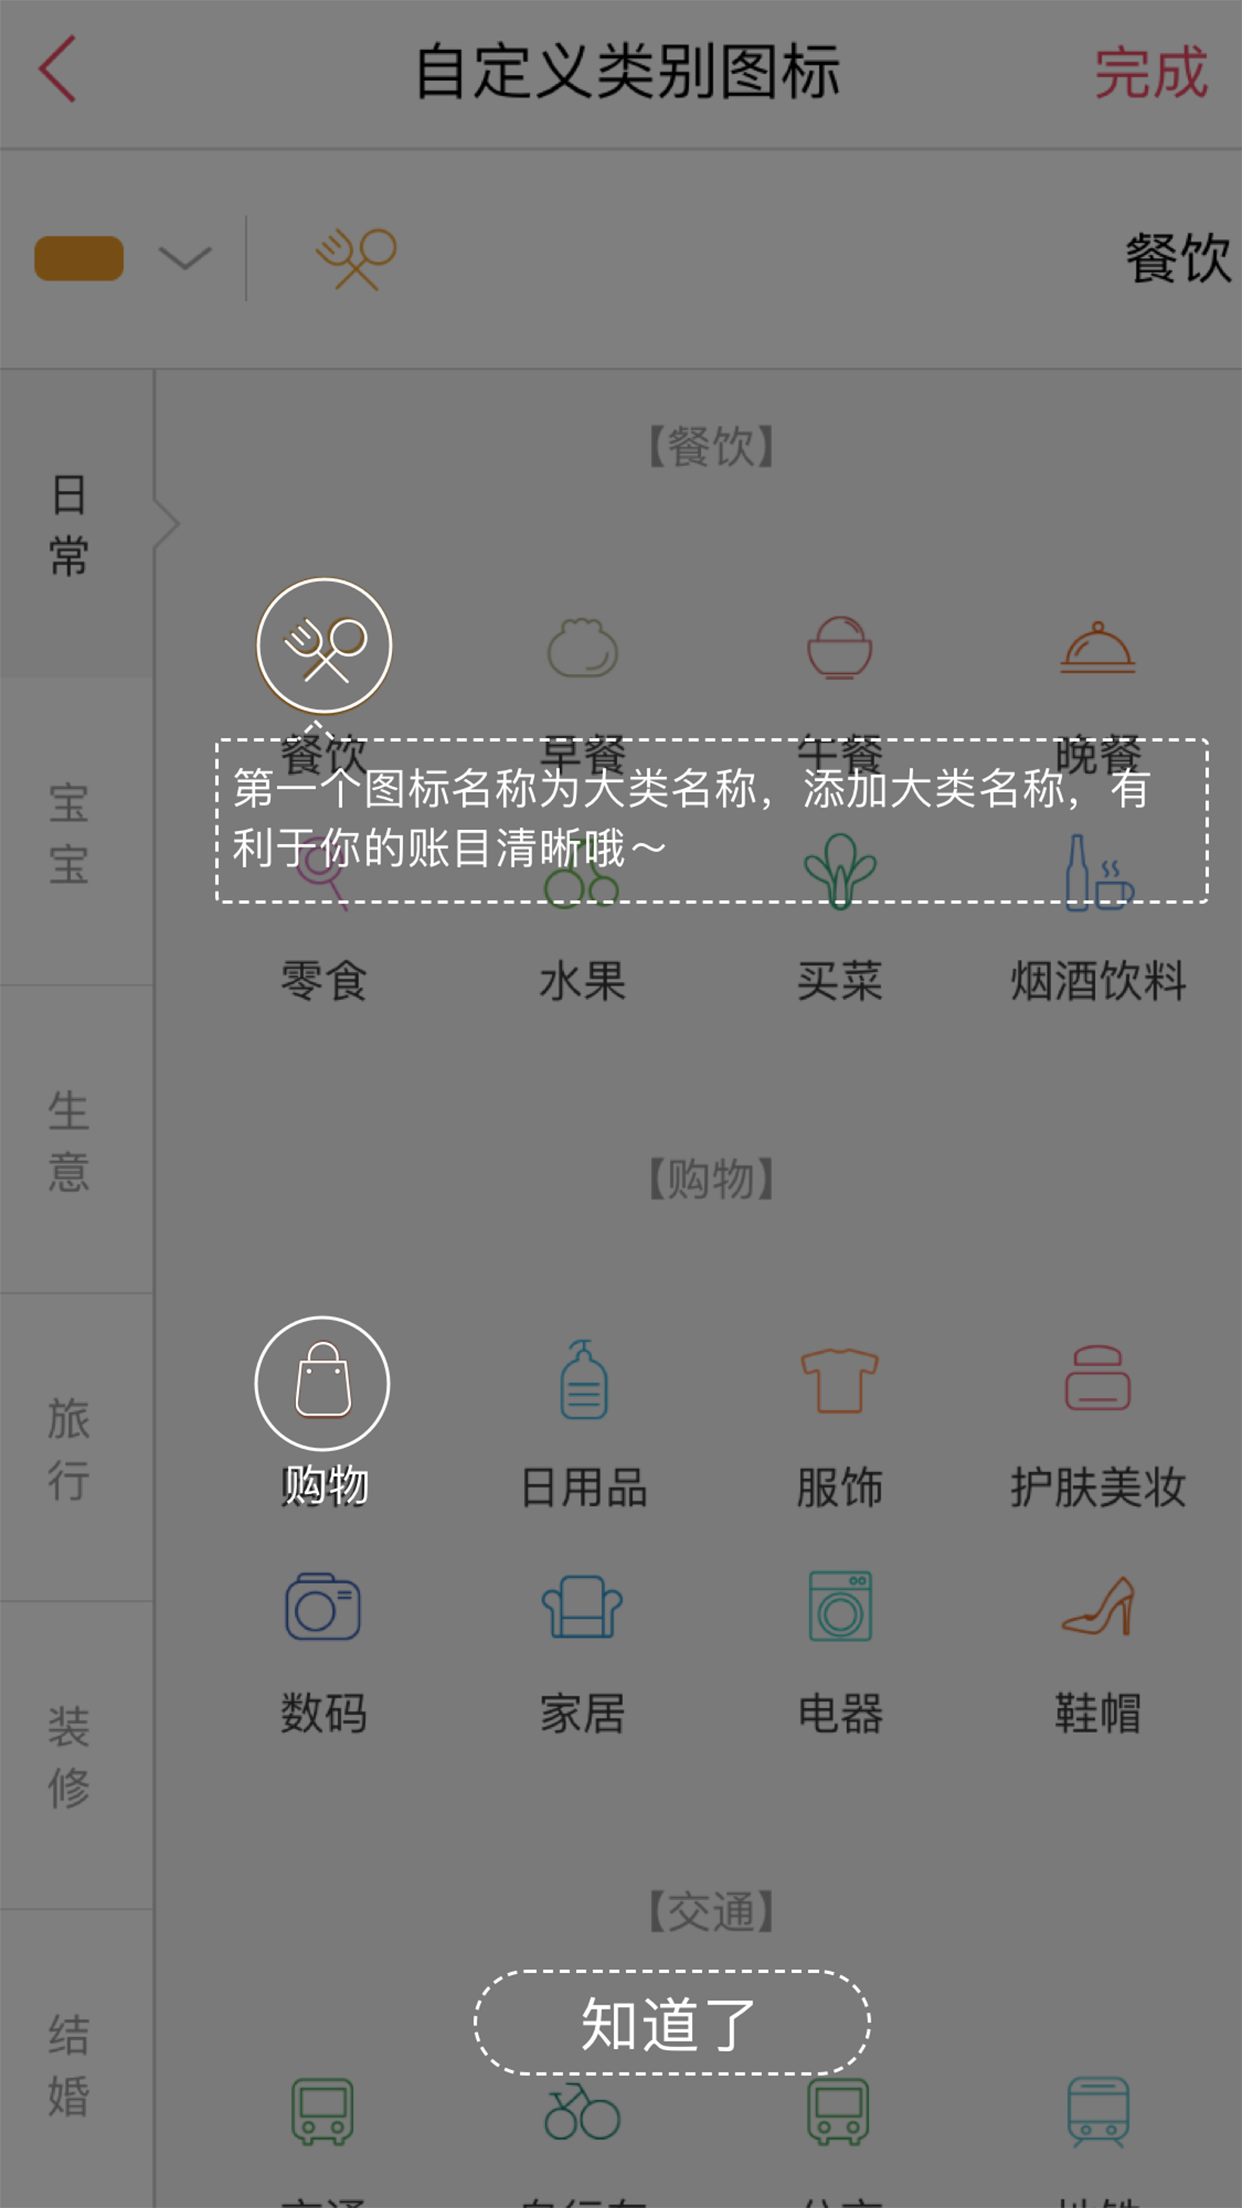 自定义类别图标
完成
餐饮
日常
宝宝
生意
旅行
装修
结婚
【餐饮】
餐饮
早餐
午餐
晚餐
第一个图标名称为大类名称，添加大类名称，有
利于你的账目清晰哦～
零食
水果
买菜
烟酒饮料
【购物】
购物
日用品
服饰
护肤美妆
数码
家居
电器
鞋帽
【交通】
知道了